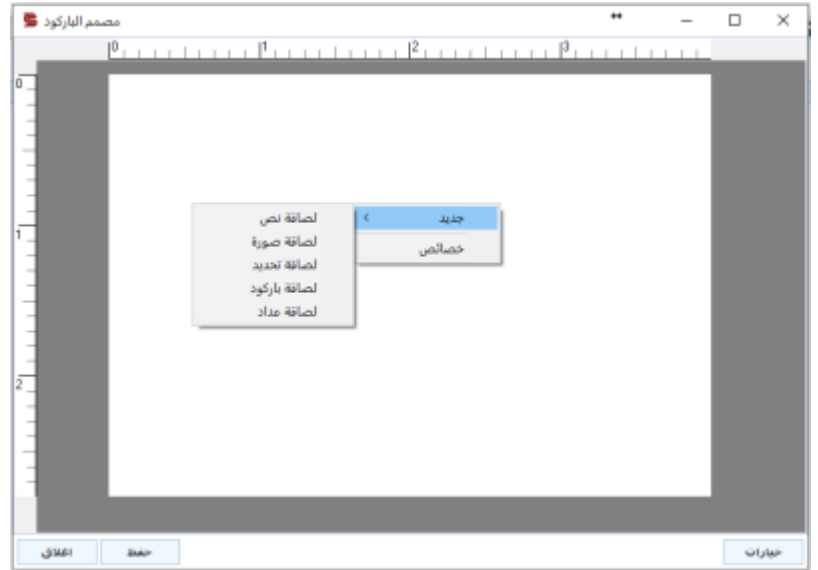 مصمم الباركود
0 1 2 3
0
1
2
جديد
خصائص
لصاقة نص
لصاقة صورة
لصاقة تحديد
لصاقة باركود
لصاقة عداد
خيارات
حفظ
اغلاق